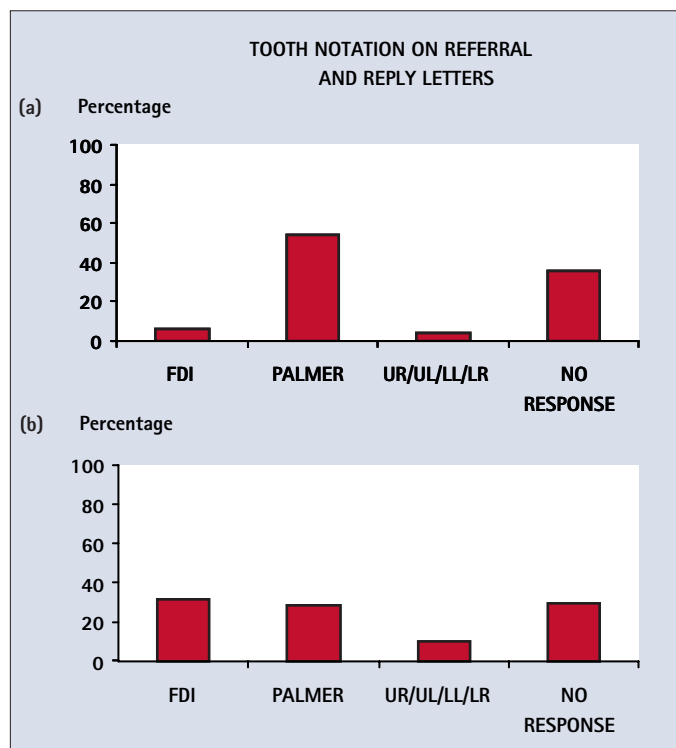 TOOTH NOTATION ON REFERRAL
AND REPLY LETTERS
(a) Percentage
100
80
60
40
20
0
FDI PALMER UR/UL/LL/LR NO
RESPONSE
(b) Percentage
100
80
60
40
20
0
FDI PALMER UR/UL/LL/LR NO
RESPONSE